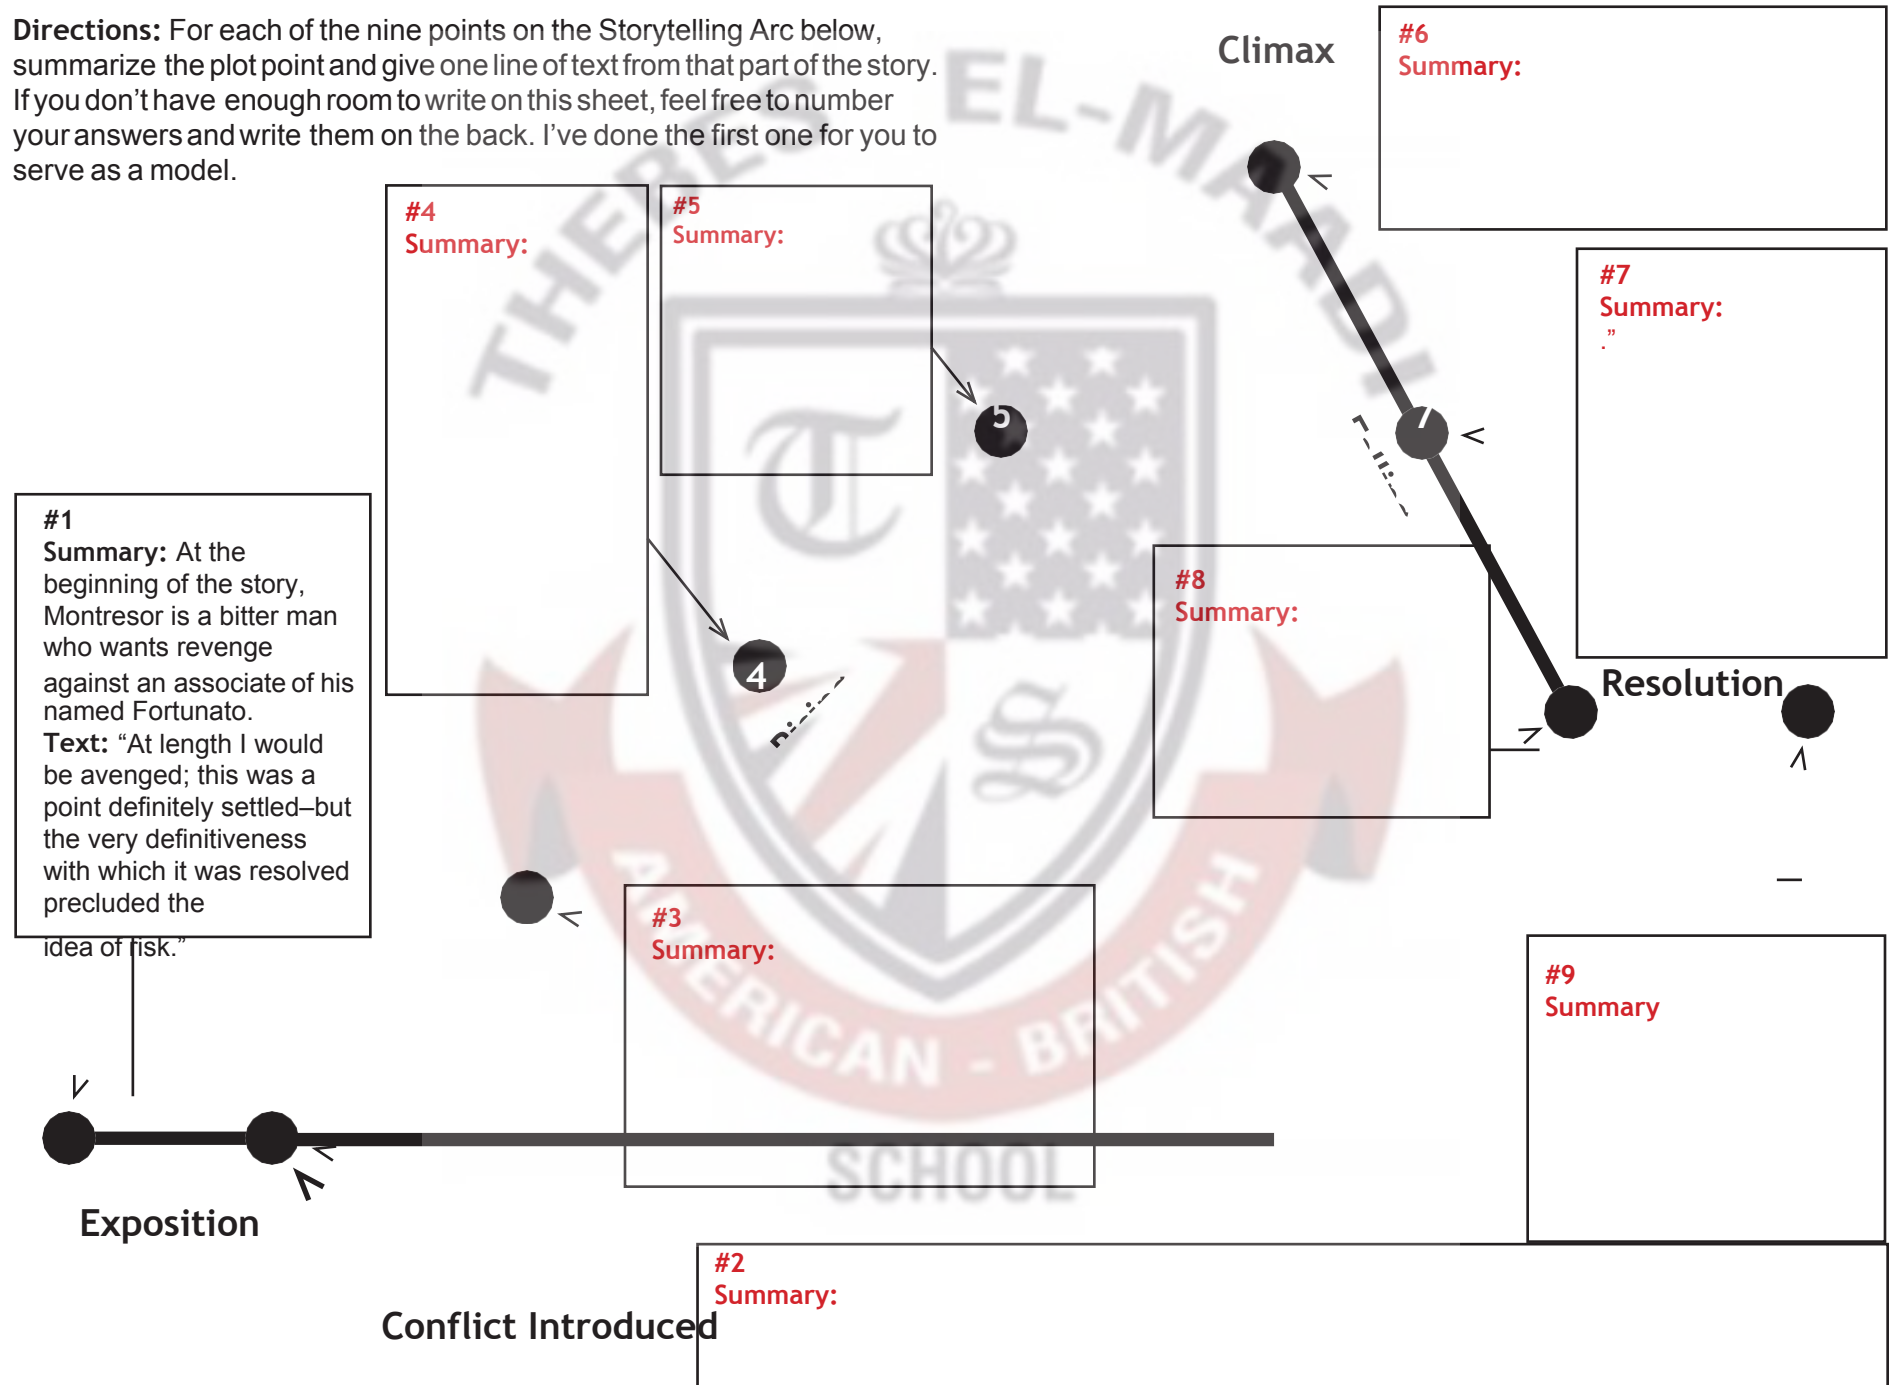 Directions: For each of the nine points on the Storytelling Arc below,
summarize the plot point and give one line of text from that part of the story.
If you don't have enough room to write on this sheet, feel free to number
your answers and write them on the back. I've done the first one for you to
serve as a model.
Climax
#6
Summary:
#4
Summary:
#5
Summary:
#7
Summary:
.”
5
7
#1
Summary: At the
beginning of the story,
Montresor is a bitter man
who wants revenge
against an associate of his
named Fortunato.
Text: “At length I would
be avenged; this was a
point definitely settled–but
the very definitiveness
with which it was resolved
precluded the
idea of risk.”
4
#8
Summary:
Resolution
#3
Summary:
#9
Summary
Exposition
#2
Summary:
Conflict Introduced
THEBES EL-MAADI
T
S
AMERICAN - BRITISH
SCHOOL